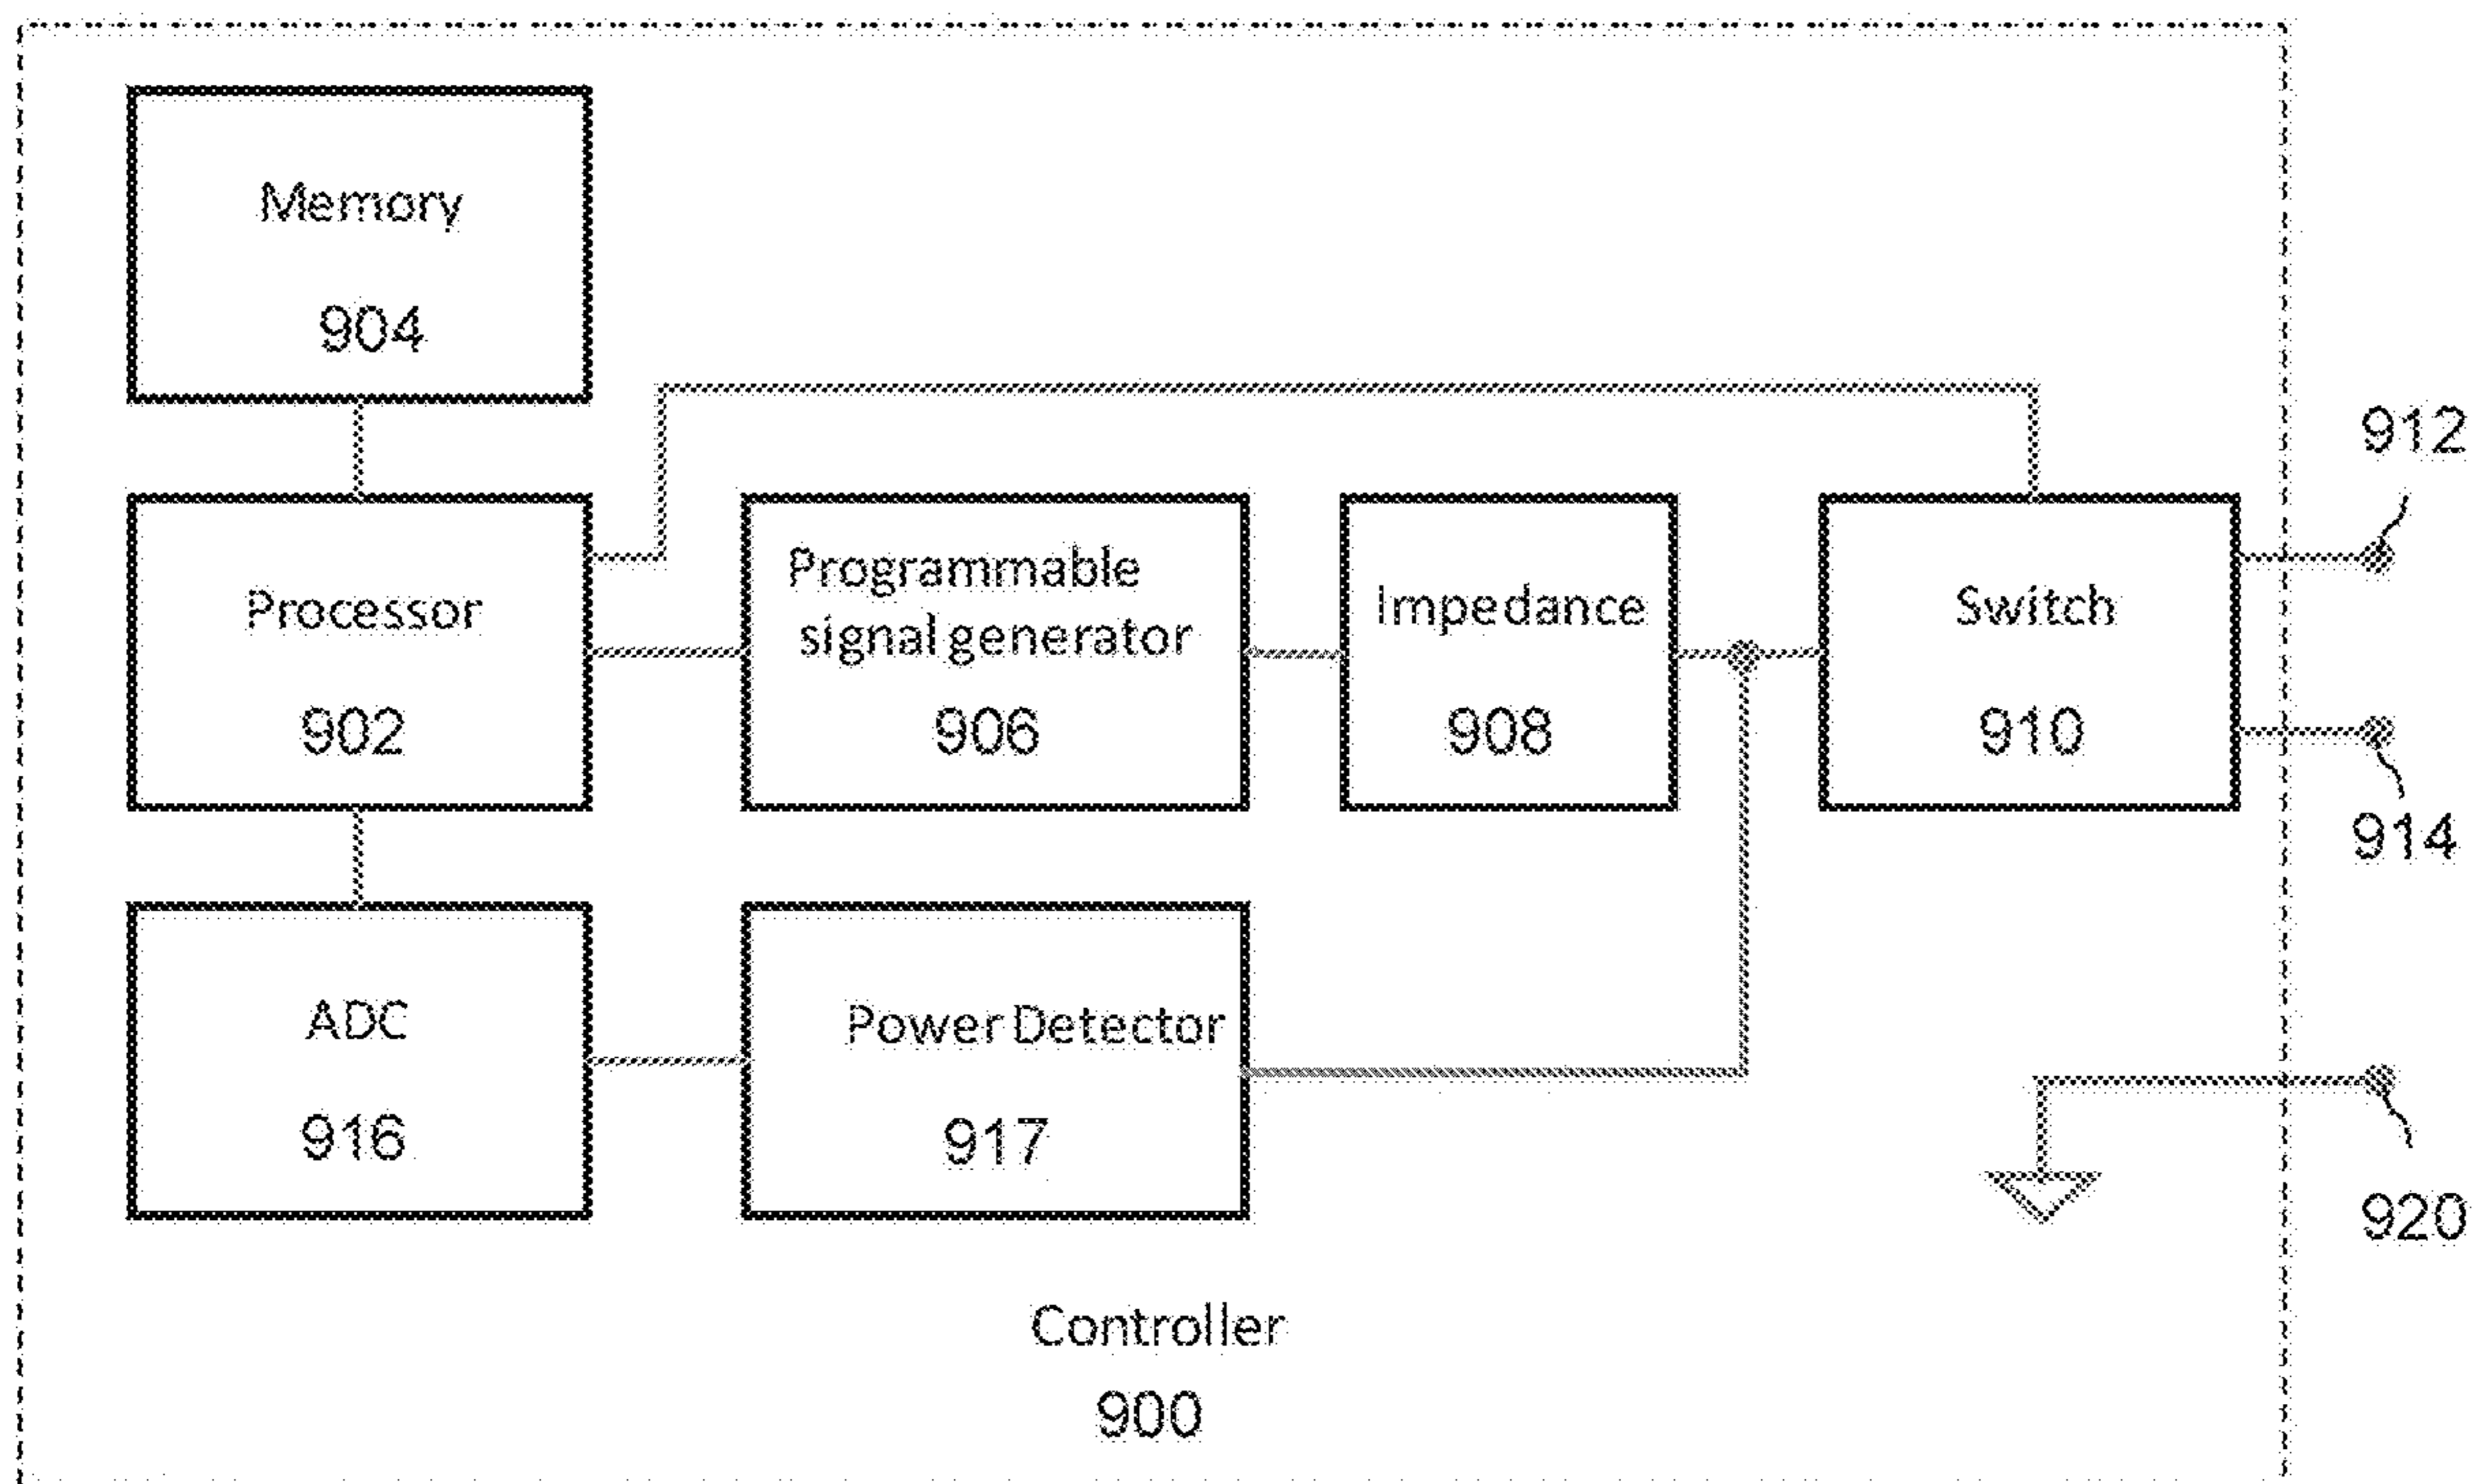 Memory
904
912
Processor
902
Programmable
signal generator
906
Impedance
908
Switch
910
914
ADC
916
Power Detector
917
920
Controller
900